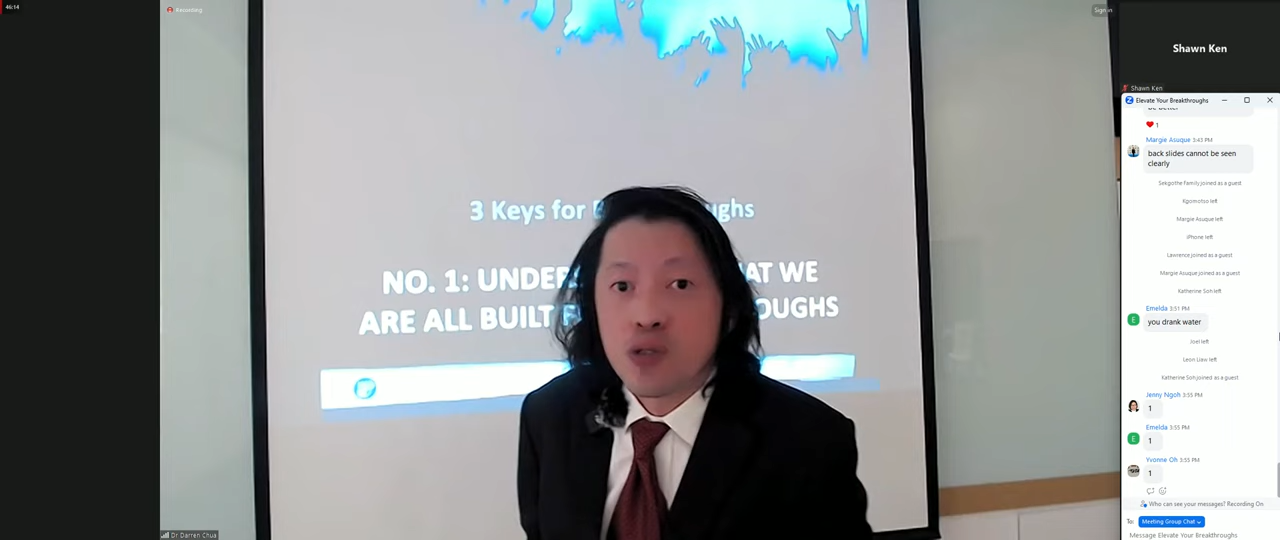 46:14
Recording
Sign in
Shawn Ken
Shawn Ken
3 Keys for ughs
NO. 1: UNDE AT WE
ARE ALL BUILT OUGHS
Dr Darren Chua
Elevate Your Breakthroughs
1
Margie Asuque 3:43 PM
back slides cannot be seen
clearly
Sekgothe Family joined as a guest
Kgomotso left
Margie Asuque left
iPhone left
Lawrence joined as a guest
Margie Asuque joined as a guest
Katherine Soh left
Emelda 3:51 PM
E
you drank water
Joel left
Leon Liaw left
Katherine Soh joined as a guest
Jenny Ngoh 3:55 PM
1
Emelda 3:55 PM
E
1
Yvonne Oh 3:55 PM
1
Who can see your messages? Recording On
To: Meeting Group Chat
Message Elevate Your Breakthroughs